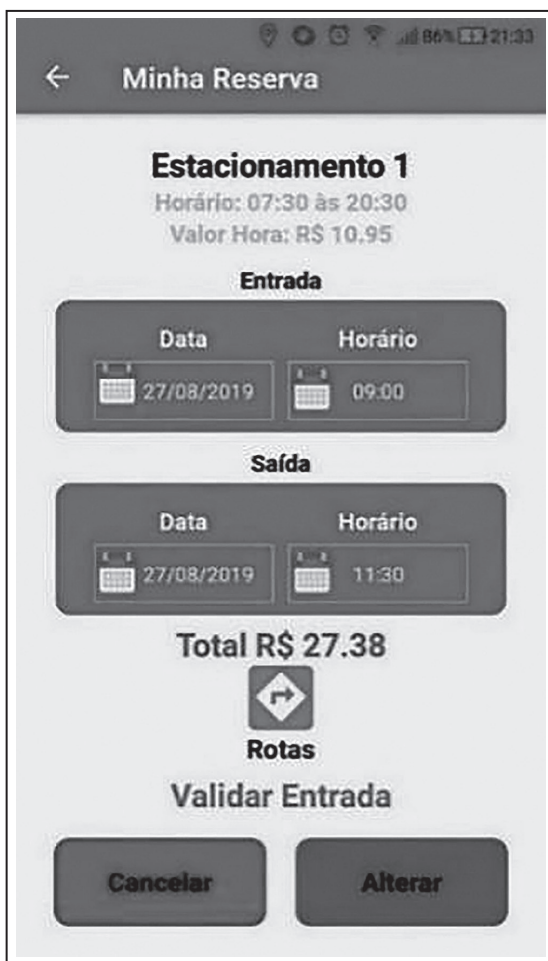 86% 21:33
Minha Reserva
Estacionamento 1
Horário: 07:30 às 20:30
Valor Hora: R$ 10.95
Entrada
Data Horário
27/08/2019 09:00
Saída
Data Horário
27/08/2019 11:30
Total R$ 27.38
Rotas
Validar Entrada
Cancelar Alterar